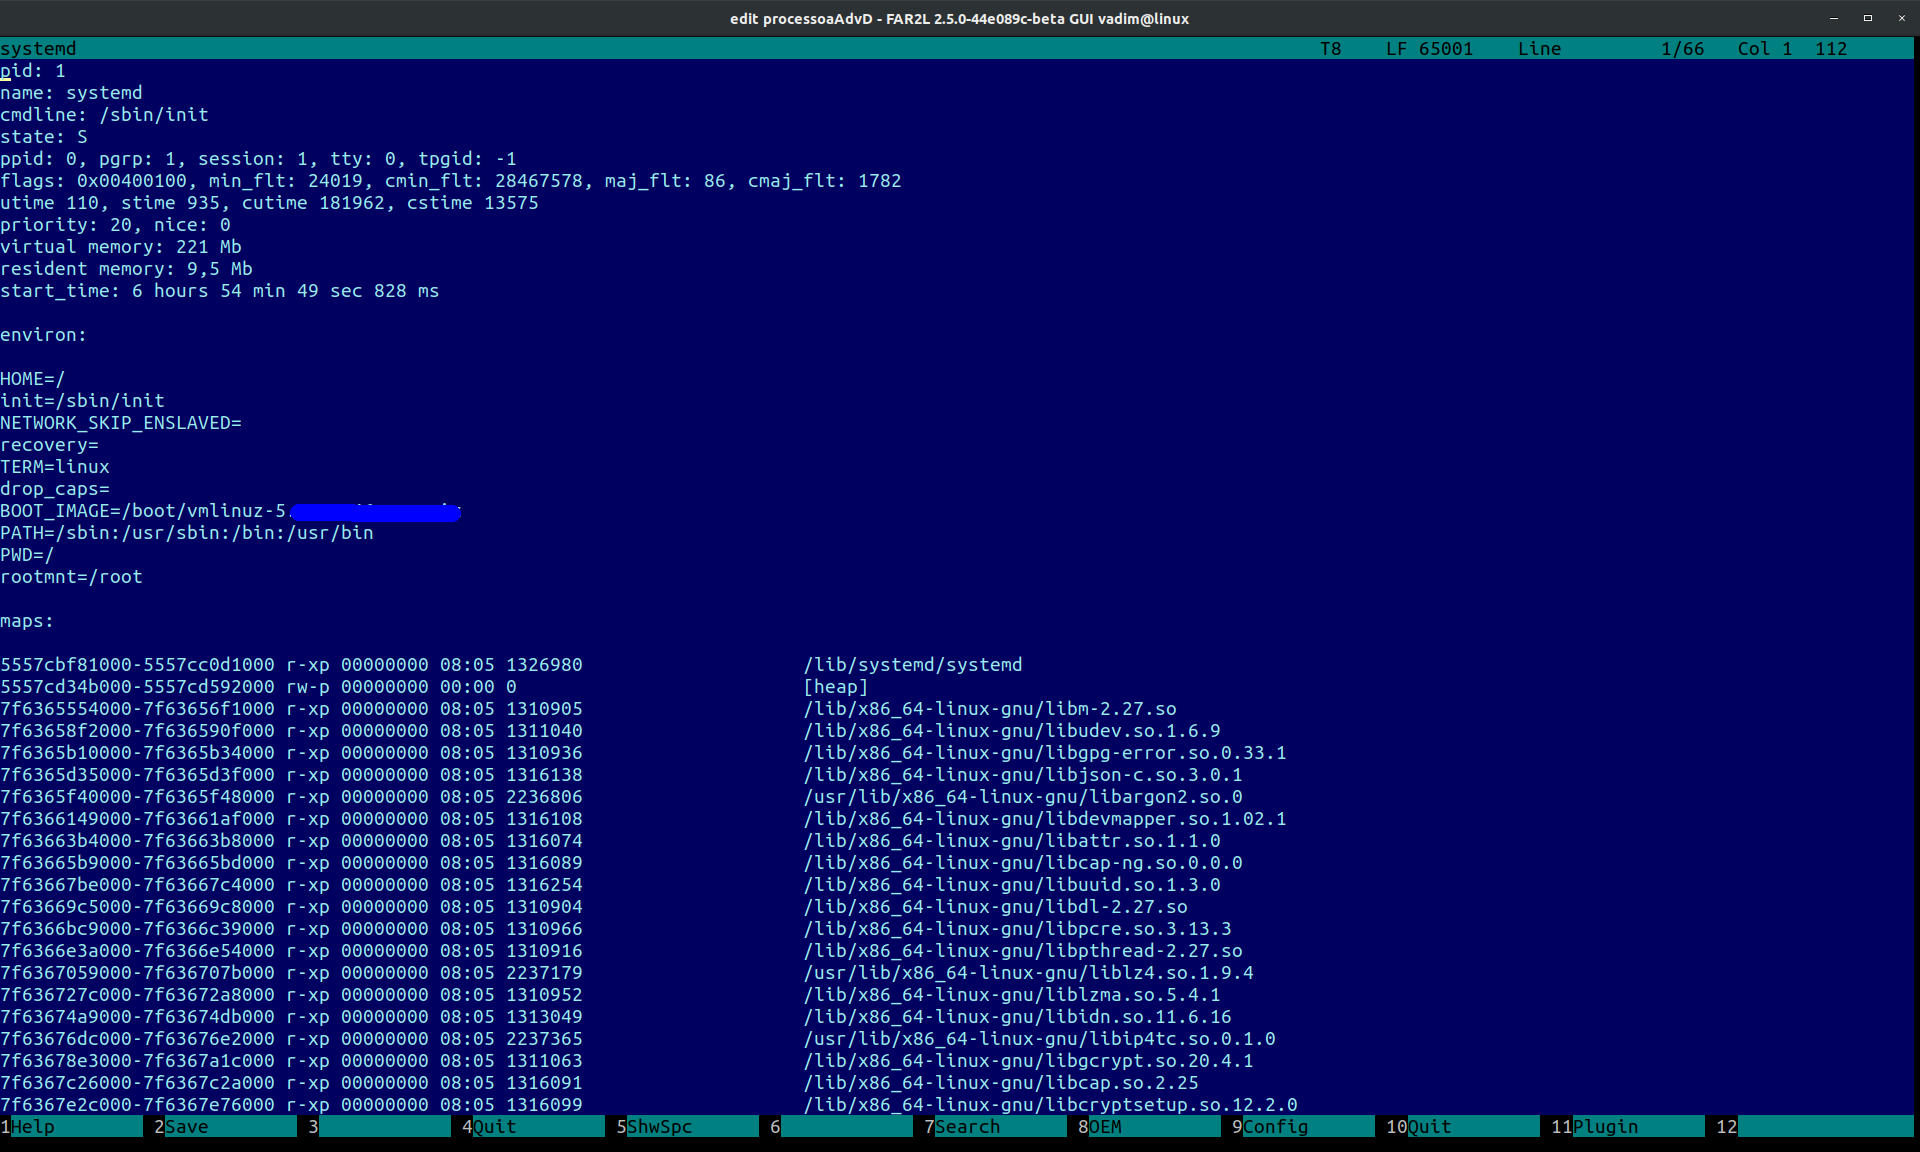 edit processoaAdvD - FAR2L 2.5.0-44e089c-beta GUI vadim@linux
systemd T8 LF 65001 Line 1/66 Col 1 112
pid: 1
name: systemd
cmdline: /sbin/init
state: S
ppid: 0, pgrp: 1, session: 1, tty: 0, tpgid: -1
flags: 0x00400100, min_flt: 24019, cmin_flt: 28467578, maj_flt: 86, cmaj_flt: 1782
utime 110, stime 935, cutime 181962, cstime 13575
priority: 20, nice: 0
virtual memory: 221 Mb
resident memory: 9,5 Mb
start_time: 6 hours 54 min 49 sec 828 ms
environ:
HOME=/
init=/sbin/init
NETWORK_SKIP_ENSLAVED=
recovery=
TERM=linux
drop_caps=
BOOT_IMAGE=/boot/vmlinuz-5.
PATH=/sbin:/usr/sbin:/bin:/usr/bin
PWD=/
rootmnt=/root
maps:
5557cbf81000-5557cc0d1000 r-xp 00000000 08:05 1326980 /lib/systemd/systemd
5557cd34b000-5557cd592000 rw-p 00000000 00:00 0 [heap]
7f6365554000-7f63656f1000 r-xp 00000000 08:05 1310905 /lib/x86_64-linux-gnu/libm-2.27.so
7f63658f2000-7f636590f000 r-xp 00000000 08:05 1311040 /lib/x86_64-linux-gnu/libudev.so.1.6.9
7f6365b10000-7f6365b34000 r-xp 00000000 08:05 1310936 /lib/x86_64-linux-gnu/libgpg-error.so.0.33.1
7f6365d35000-7f6365d3f000 r-xp 00000000 08:05 1316138 /lib/x86_64-linux-gnu/libjson-c.so.3.0.1
7f6365f40000-7f6365f48000 r-xp 00000000 08:05 2236806 /usr/lib/x86_64-linux-gnu/libargon2.so.0
7f6366149000-7f63661af000 r-xp 00000000 08:05 1316108 /lib/x86_64-linux-gnu/libdevmapper.so.1.02.1
7f63663b4000-7f63663b8000 r-xp 00000000 08:05 1316074 /lib/x86_64-linux-gnu/libattr.so.1.1.0
7f63665b9000-7f63665bd000 r-xp 00000000 08:05 1316089 /lib/x86_64-linux-gnu/libcap-ng.so.0.0.0
7f63667be000-7f63667c4000 r-xp 00000000 08:05 1316254 /lib/x86_64-linux-gnu/libuuid.so.1.3.0
7f63669c5000-7f63669c8000 r-xp 00000000 08:05 1310904 /lib/x86_64-linux-gnu/libdl-2.27.so
7f6366bc9000-7f6366c39000 r-xp 00000000 08:05 1310966 /lib/x86_64-linux-gnu/libpcre.so.3.13.3
7f6366e3a000-7f6366e54000 r-xp 00000000 08:05 1310916 /lib/x86_64-linux-gnu/libpthread-2.27.so
7f6367059000-7f636707b000 r-xp 00000000 08:05 2237179 /usr/lib/x86_64-linux-gnu/liblz4.so.1.9.4
7f636727c000-7f63672a8000 r-xp 00000000 08:05 1310952 /lib/x86_64-linux-gnu/liblzma.so.5.4.1
7f63674a9000-7f63674db000 r-xp 00000000 08:05 1313049 /lib/x86_64-linux-gnu/libidn.so.11.6.16
7f63676dc000-7f63676e2000 r-xp 00000000 08:05 2237365 /usr/lib/x86_64-linux-gnu/libip4tc.so.0.1.0
7f63678e3000-7f6367a1c000 r-xp 00000000 08:05 1311063 /lib/x86_64-linux-gnu/libgcrypt.so.20.4.1
7f6367c26000-7f6367c2a000 r-xp 00000000 08:05 1316091 /lib/x86_64-linux-gnu/libcap.so.2.25
7f6367e2c000-7f6367e76000 r-xp 00000000 08:05 1316099 /lib/x86_64-linux-gnu/libcryptsetup.so.12.2.0
1Help 2Save 3 4Quit 5ShwSpc 6 7Search 8OEM 9Config 10Quit 11Plugin 12